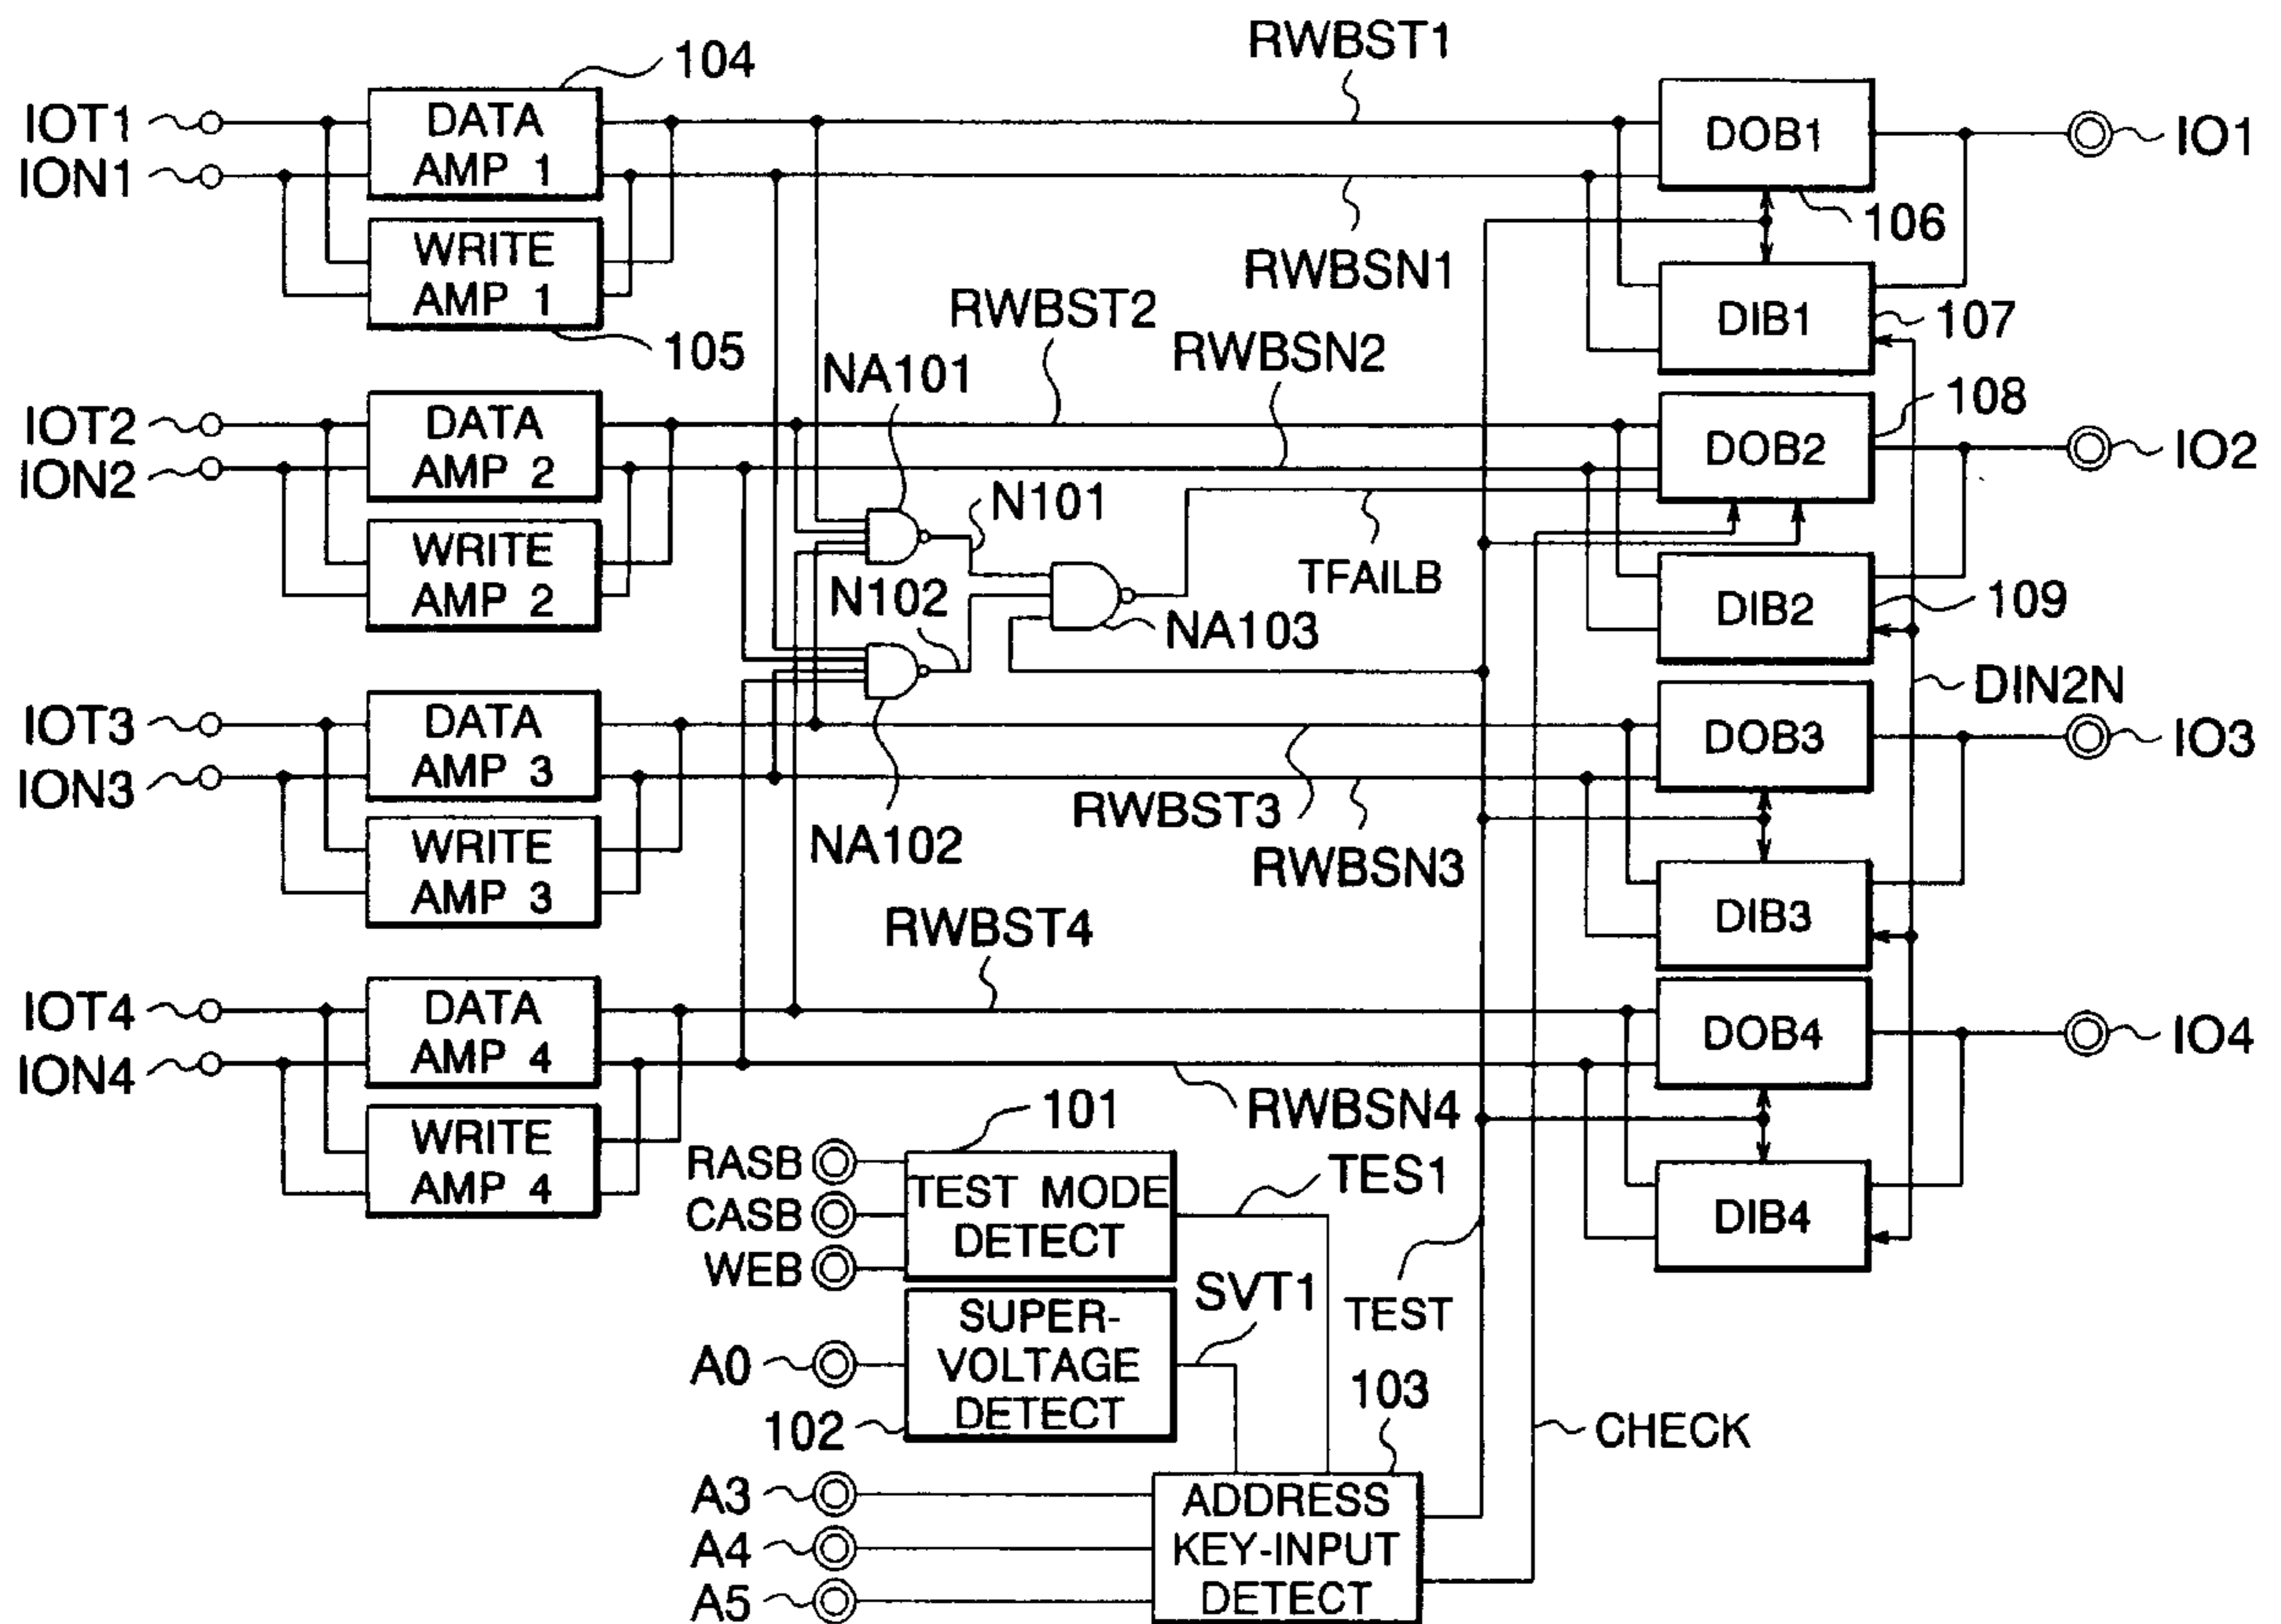 RWBST1
104
IOT1
DATA
AMP 1
DOB1
IO1
ION1
106
WRITE
AMP 1
RWBSN1
105
RWBST2
DIB1
107
RWBSN2
NA101
108
IOT2
DATA
AMP 2
DOB2
IO2
ION2
N101
WRITE
AMP 2
N102
TFAILB
DIB2
109
NA103
DIN2N
IOT3
DATA
AMP 3
DOB3
IO3
ION3
RWBST3
NA102
WRITE
AMP 3
RWBSN3
RWBST4
DIB3
IOT4
DATA
AMP 4
DOB4
IO4
ION4
101
RWBSN4
WRITE
AMP 4
RASB
CASB
WEB
TEST MODE
DETECT
TES1
DIB4
SVT1
TEST
A0
SUPER-
VOLTAGE
DETECT
102
103
CHECK
A3
A4
A5
ADDRESS
KEY-INPUT
DETECT